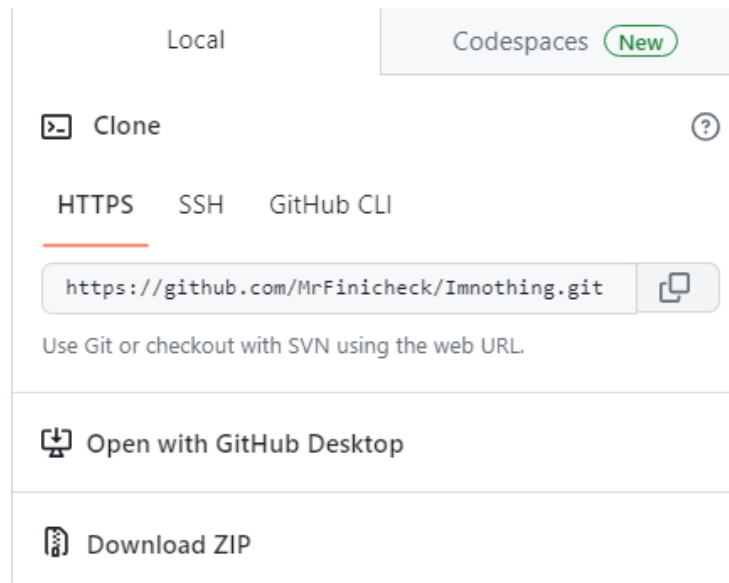 Local
Codespaces New
Clone
HTTPS SSH GitHub CLI
https://github.com/MrFinicheck/Imnothing.git
Use Git or checkout with SVN using the web URL.
Open with GitHub Desktop
Download ZIP